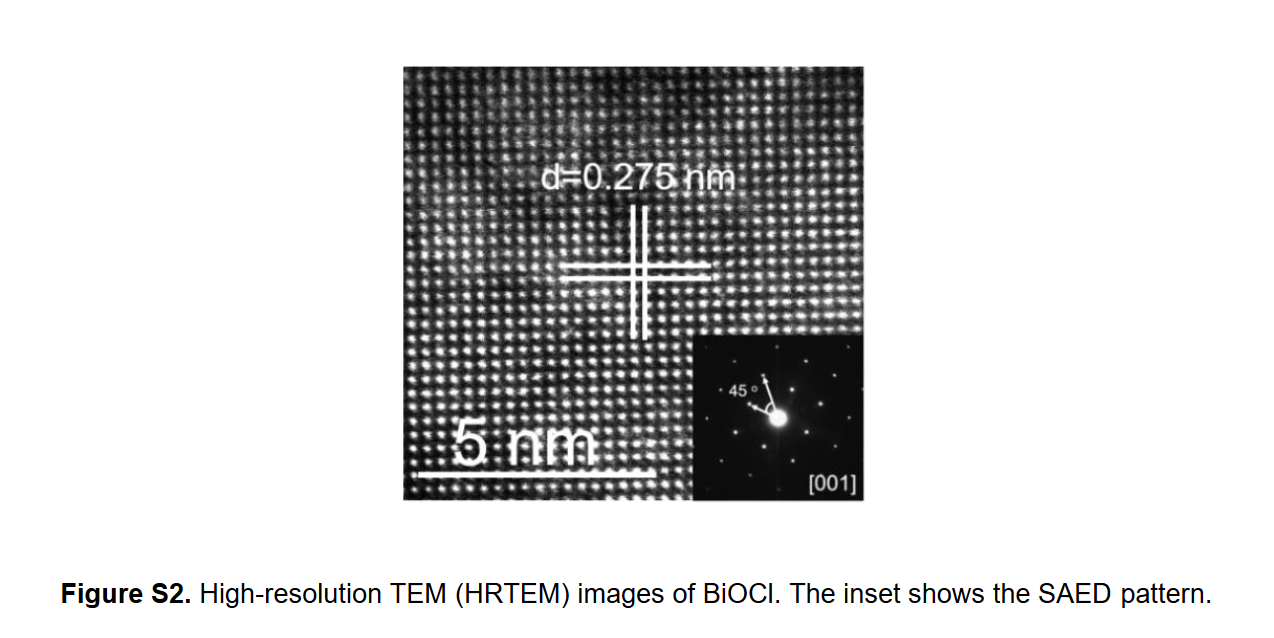 d=0.275 nm
45°
5 nm
[001]
Figure S2. High-resolution TEM (HRTEM) images of BiOCl. The inset shows the SAED pattern.